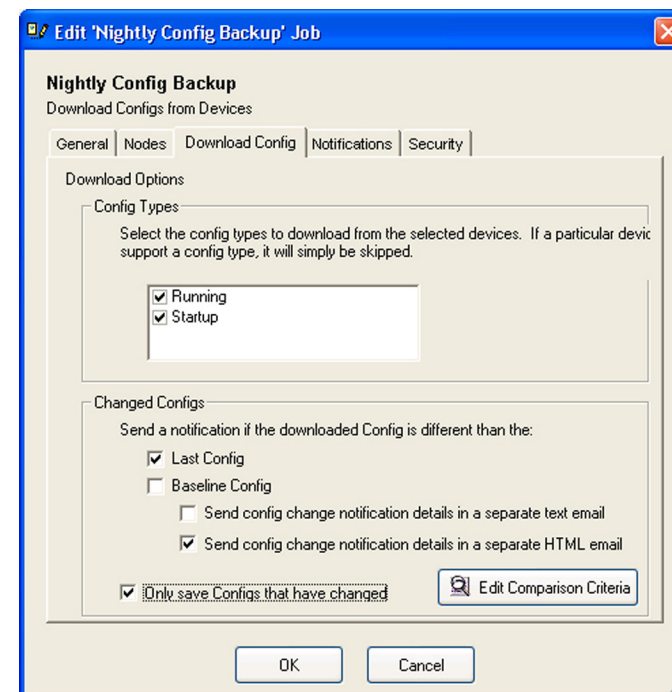 Edit 'Nightly Config Backup' Job
Nightly Config Backup
Download Configs from Devices
General Nodes Download Config Notifications Security
Download Options
Config Types
Select the config types to download from the selected devices. If a particular devic
support a config type, it will simply be skipped.
Running
Startup
Changed Configs
Send a notification if the downloaded Config is different than the:
Last Config
Baseline Config
Send config change notification details in a separate text email
Send config change notification details in a separate HTML email
Only save Configs that have changed
Edit Comparison Criteria
OK Cancel